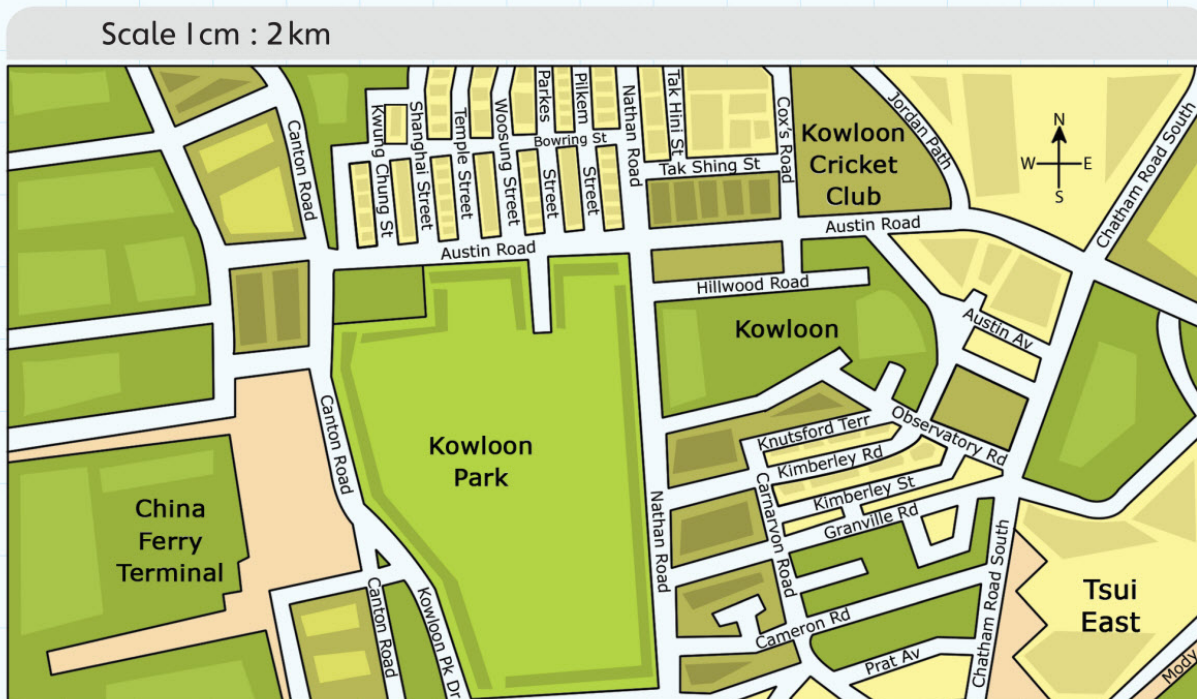 Scale 1cm : 2km
Canton Road
Kwung Chung St
Shanghai Street
Temple Street
Woosung Street
Parkes
Street
Pilkem
Street
Bowring St
Nathan Road
Tak Hini St
Tak Shing St
Cox's Road
Kowloon
Cricket
Club
Jordan Path
N
W
E
S
Chatham Road South
Austin Road
Austin Road
Hillwood Road
Kowloon
Austin Av
Observatory Rd
Knutsford Terr
Kimberley Rd
Kimberley St
Granville Rd
Carnarvon Road
Canton Road
Kowloon
Park
Nathan Road
China
Ferry
Terminal
Canton Road
Kowloon Pk Dr
Cameron Rd
Prat Av
Chatham Road South
Tsui
East
Mody